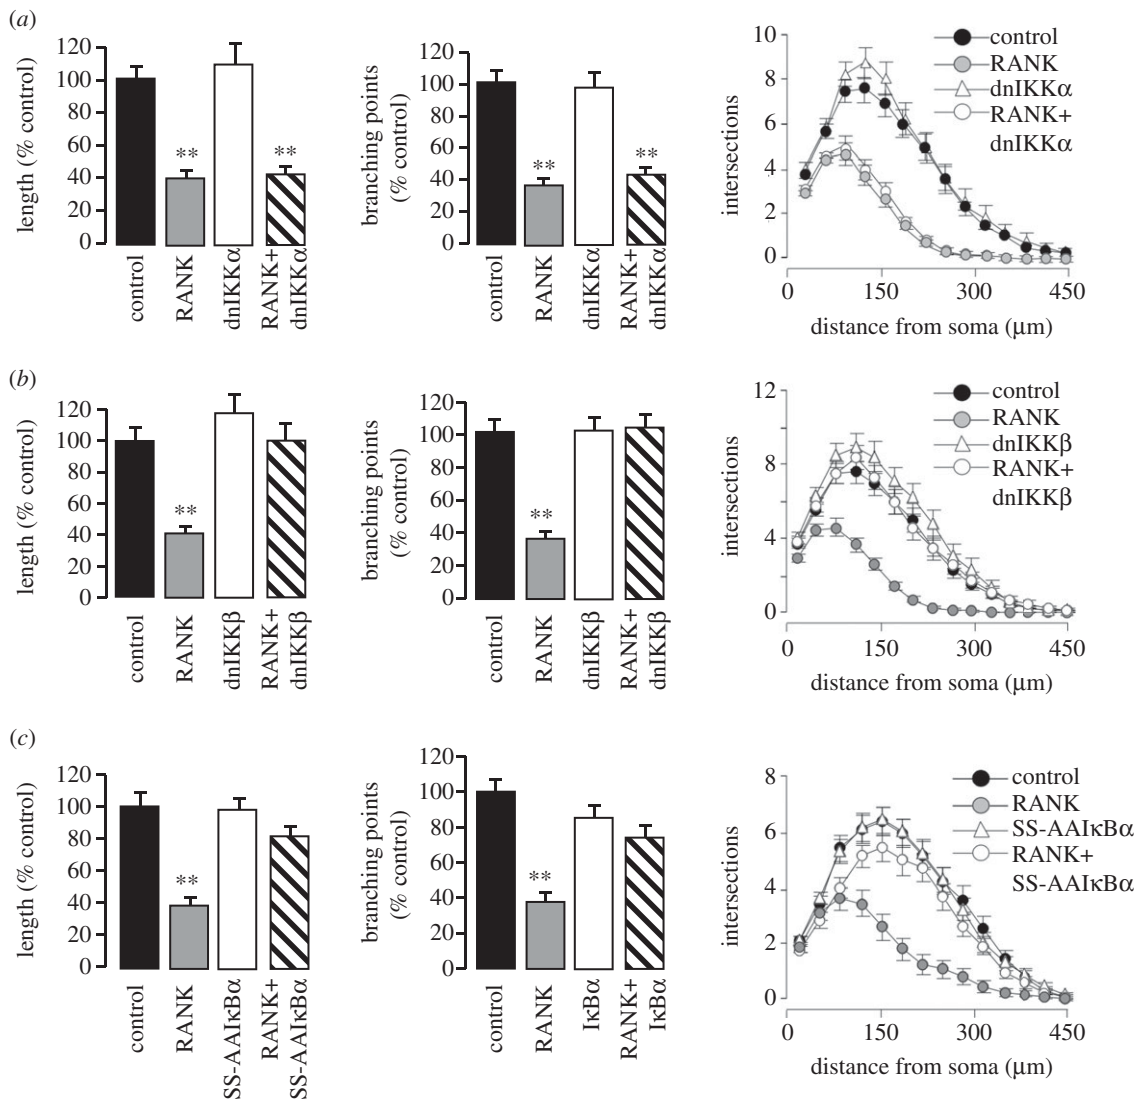 (a)
length (% control)
120
100
80
60
40
20
0
**
**
control
RANK
dnIKKα
RANK+
dnIKKα
branching points
(% control)
120
100
80
60
40
20
0
**
**
control
RANK
dnIKKα
RANK+
dnIKKα
intersections
10
8
6
4
2
0
control
RANK
dnIKKα
RANK+
dnIKKα
0
150
300
450
distance from soma (μm)
(b)
length (% control)
120
100
80
60
40
20
0
**
control
RANK
dnIKKβ
RANK+
dnIKKβ
branching points
(% control)
120
100
80
60
40
20
0
**
control
RANK
dnIKKβ
RANK+
dnIKKβ
intersections
12
8
4
0
control
RANK
dnIKKβ
RANK+
dnIKKβ
0
150
300
450
distance from soma (μm)
(c)
length (% control)
120
100
80
60
40
20
0
**
control
RANK
SS-AAIκBα
RANK+
SS-AAIκBα
branching points
(% control)
120
100
80
60
40
20
0
**
control
RANK
IκBα
RANK+
IκBα
intersections
8
6
4
2
0
control
RANK
SS-AAIκBα
RANK+
SS-AAIκBα
0
150
300
450
distance from soma (μm)